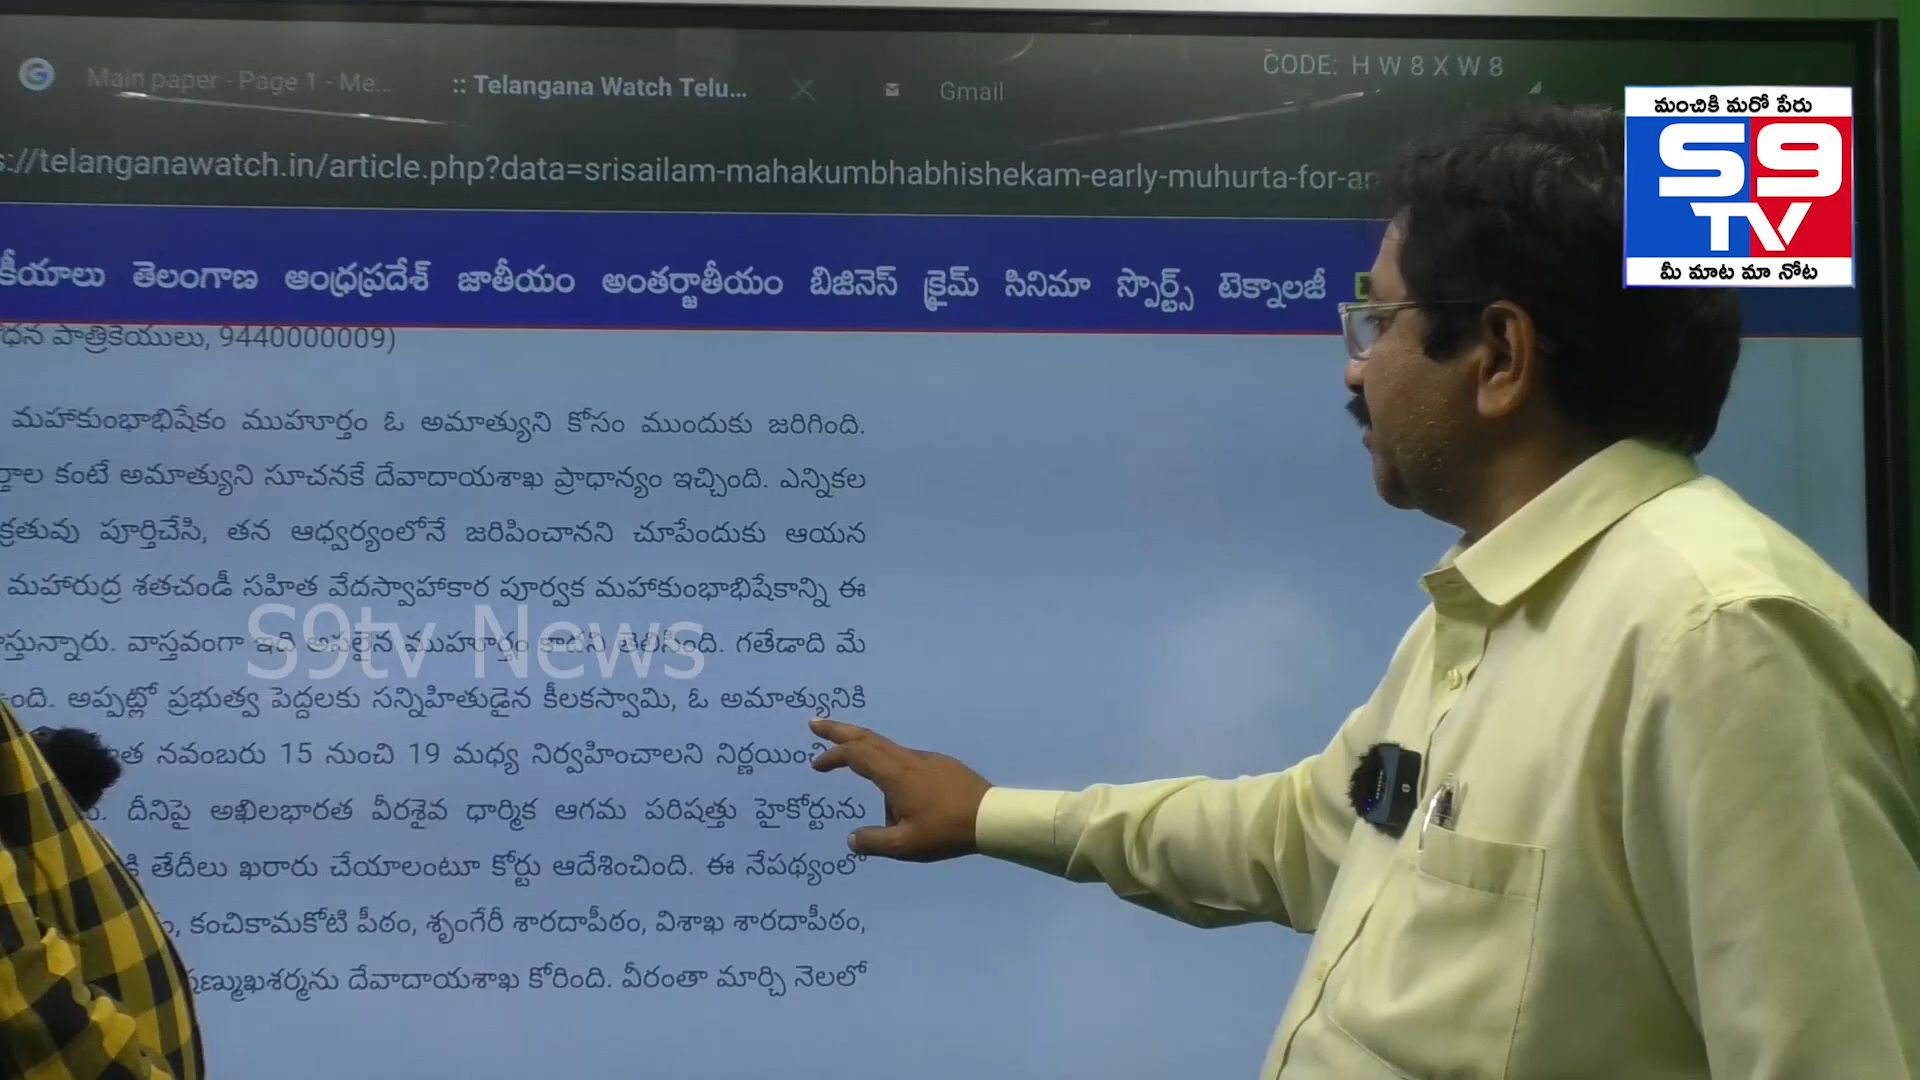 Main paper - Page 1 - Me...
:: Telangana Watch Telu...
Gmail
CODE: H W 8 X W 8
మంచికి మరో పేరు
S9
TV
మీ మాట మా నోట
s://telanganawatch.in/article.php?data=srisailam-mahakumbhabhishekam-early-muhurta-for-an
కీయాలు తెలంగాణ ఆంధ్రప్రదేశ్ జాతీయం అంతర్జాతీయం బిజినెస్ క్రైమ్ సినిమా స్పోర్ట్స్ టెక్నాలజీ
ధన పాత్రికెయులు, 9440000009)
మహాకుంభాభిషేకం ముహూర్తం ఓ అమాత్యుని కోసం ముందుకు జరిగింది.
ర్తాల కంటే అమాత్యుని సూచనకే దేవాదాయశాఖ ప్రాధాన్యం ఇచ్చింది. ఎన్నికల
క్రతువు పూర్తిచేసి, తన ఆధ్వర్యంలోనే జరిపించానని చూపేందుకు ఆయన
మహారుద్ర శతచండీ సహిత వేదస్వాహాకార పూర్వక మహాకుంభాభిషేకాన్ని ఈ
స్తున్నారు. వాస్తవంగా ఇది అసలైన ముహూర్తం కాదని తెలిసింది. గతేడాది మే
S9tv News
ంది. అప్పట్లో ప్రభుత్వ పెద్దలకు సన్నిహితుడైన కీలకస్వామి, ఓ అమాత్యునికి
త నవంబరు 15 నుంచి 19 మధ్య నిర్వహించాలని నిర్ణయించి
దీనిపై అఖిలభారత వీరశైవ ధార్మిక ఆగమ పరిషత్తు హైకోర్టును
కి తేదీలు ఖరారు చేయాలంటూ కోర్టు ఆదేశించింది. ఈ నేపథ్యంలో
కంచికామకోటి పీఠం, శృంగేరీ శారదాపీఠం, విశాఖ శారదాపీఠం,
షణ్ముఖశర్మను దేవాదాయశాఖ కోరింది. వీరంతా మార్చి నెలలో